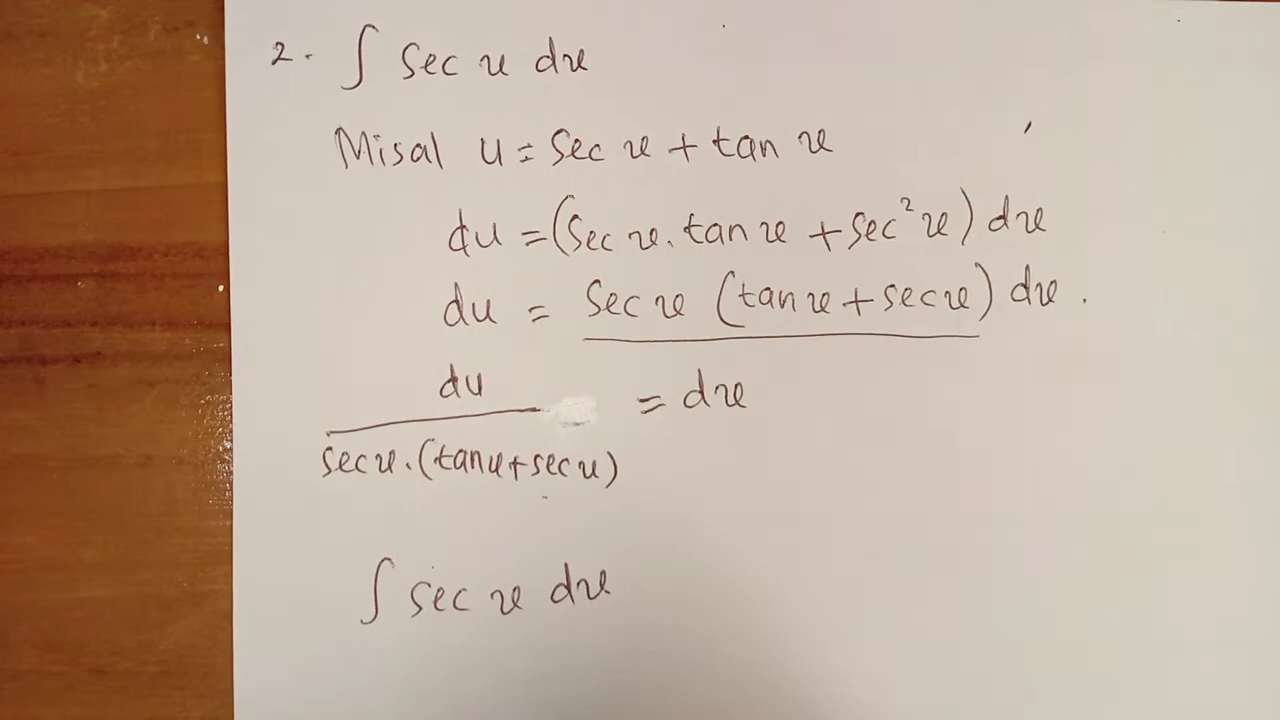 2. ∫ sec x dx
Misal u = sec x + tan x
du = (sec x . tan x + sec² x) dx
du = sec x (tan x + sec x) dx .
du / sec x . (tan x + sec x) = dx
∫ sec x dx